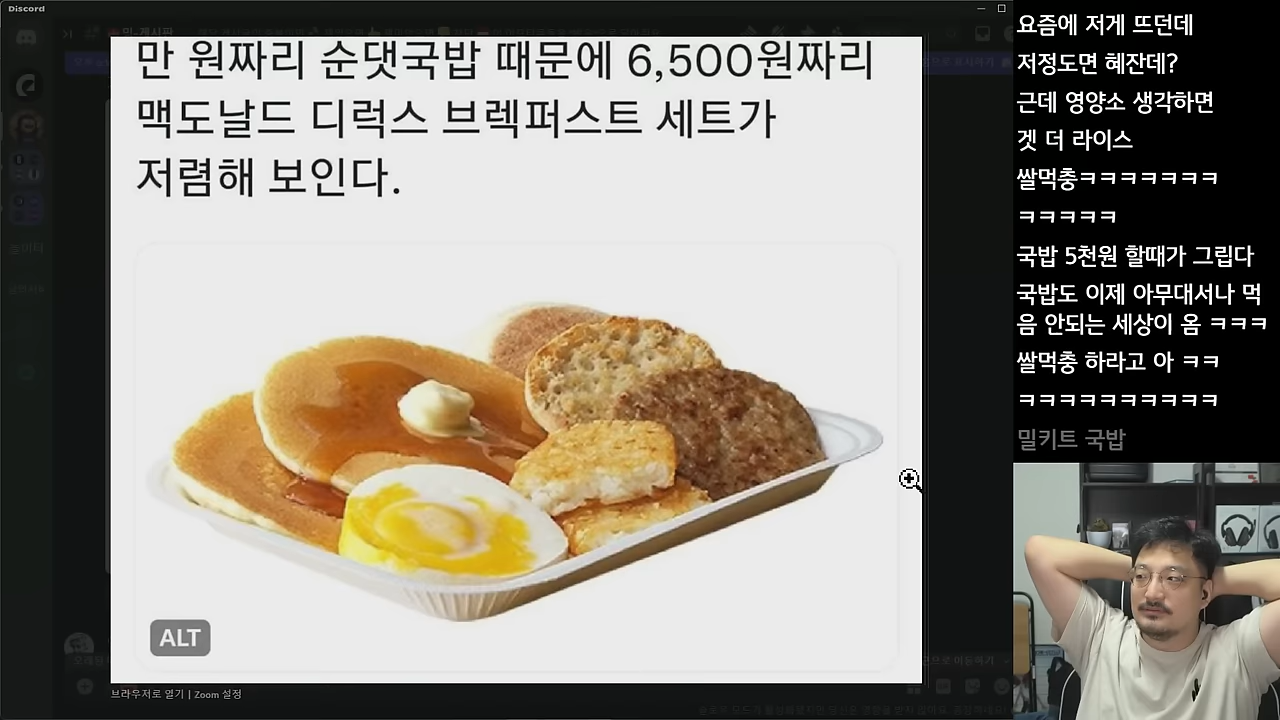 Discord
만 원짜리 순댓국밥 때문에 6,500원짜리
맥도날드 디럭스 브렉퍼스트 세트가
저렴해 보인다.
ALT
브라우저로 열기 | Zoom 설정
요즘에 저게 뜨던데
저정도면 혜잔데?
근데 영양소 생각하면
겟 더 라이스
쌀먹충ㅋㅋㅋㅋㅋㅋㅋ
ㅋㅋㅋㅋㅋ
국밥 5천원 할때가 그립다
국밥도 이제 아무대서나 먹
음 안되는 세상이 옴 ㅋㅋㅋ
쌀먹충 하라고 아 ㅋㅋ
ㅋㅋㅋㅋㅋㅋㅋㅋㅋㅋ
밀키트 국밥